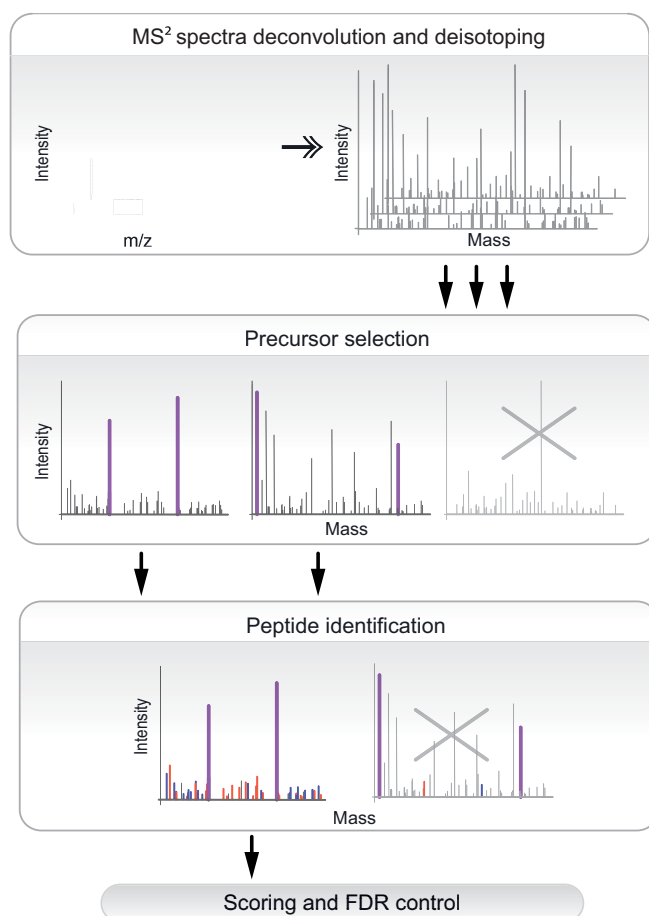 MS² spectra deconvolution and deisotoping
Intensity
Intensity
m/z
Mass
Precursor selection
Intensity
Mass
Peptide identification
Intensity
Mass
Scoring and FDR control